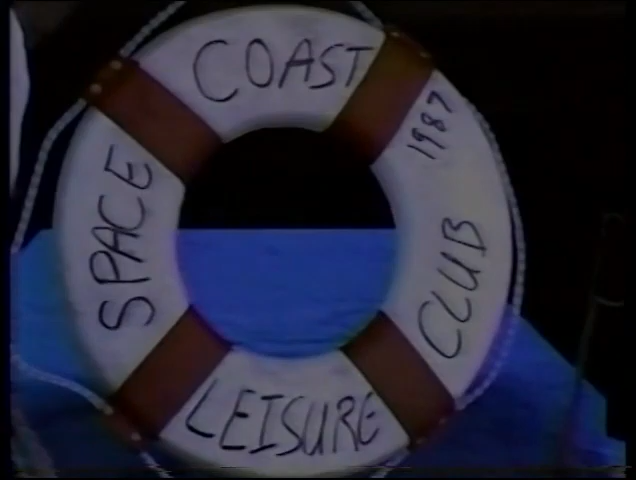 SPACE
COAST
1987
CLUB
LEISURE